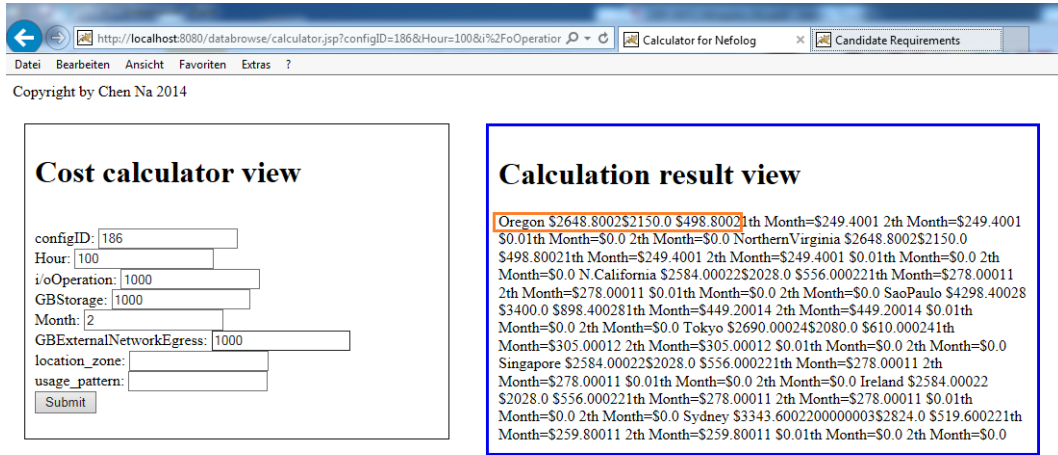 http://localhost:8080/databrowse/calculator.jsp?configID=186&Hour=100&i%2FoOperation
Calculator for Nefolog
Candidate Requirements
Datei Bearbeiten Ansicht Favoriten Extras ?
Copyright by Chen Na 2014
Cost calculator view
configID: 186
Hour: 100
i/oOperation: 1000
GBStorage: 1000
Month: 2
GBExternalNetworkEgress: 1000
location_zone:
usage_pattern:
Submit
Calculation result view
Oregon $2648.8002$2150.0 $498.80021th Month=$249.4001 2th Month=$249.4001
$0.01th Month=$0.0 2th Month=$0.0 NorthernVirginia $2648.8002$2150.0
$498.80021th Month=$249.4001 2th Month=$249.4001 $0.01th Month=$0.0 2th
Month=$0.0 N.California $2584.00022$2028.0 $556.000221th Month=$278.00011
2th Month=$278.00011 $0.01th Month=$0.0 2th Month=$0.0 SaoPaulo $4298.40028
$3400.0 $898.400281th Month=$449.20014 2th Month=$449.20014 $0.01th
Month=$0.0 2th Month=$0.0 Tokyo $2690.00024$2080.0 $610.000241th
Month=$305.00012 2th Month=$305.00012 $0.01th Month=$0.0 2th Month=$0.0
Singapore $2584.00022$2028.0 $556.000221th Month=$278.00011 2th
Month=$278.00011 $0.01th Month=$0.0 2th Month=$0.0 Ireland $2584.00022
$2028.0 $556.000221th Month=$278.00011 2th Month=$278.00011 $0.01th
Month=$0.0 2th Month=$0.0 Sydney $3343.6002200000003$2824.0 $519.600221th
Month=$259.80011 2th Month=$259.80011 $0.01th Month=$0.0 2th Month=$0.0